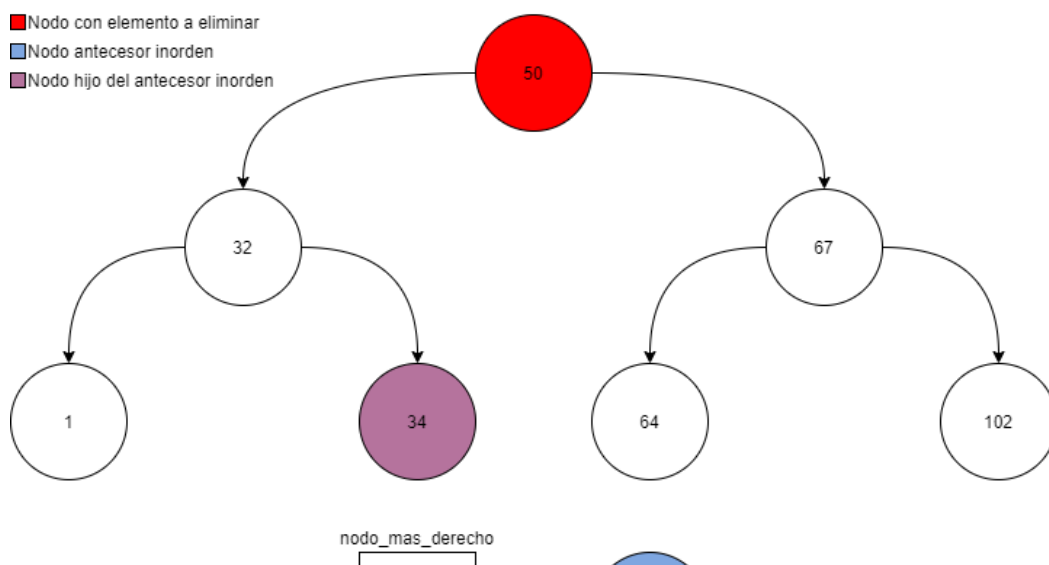 Nodo con elemento a eliminar
Nodo antecesor inorden
Nodo hijo del antecesor inorden
50
32
67
1
34
64
102
nodo_mas_derecho